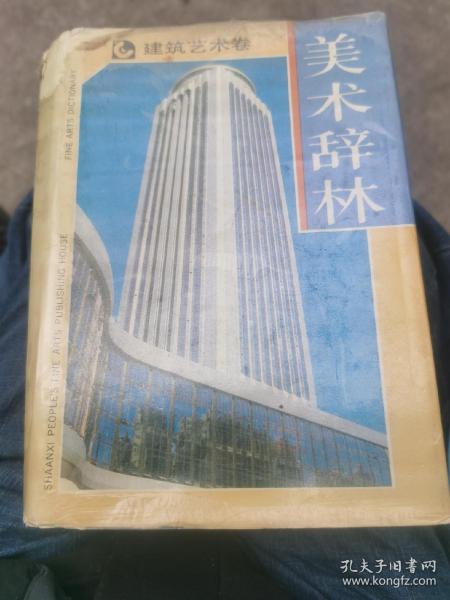 建筑艺术卷
美术辞林
FINE ARTS DICTIONARY
SHAANXI PEOPLE'S FINE ARTS PUBLISHING HOUSE
孔夫子旧书网
www.kongfz.com